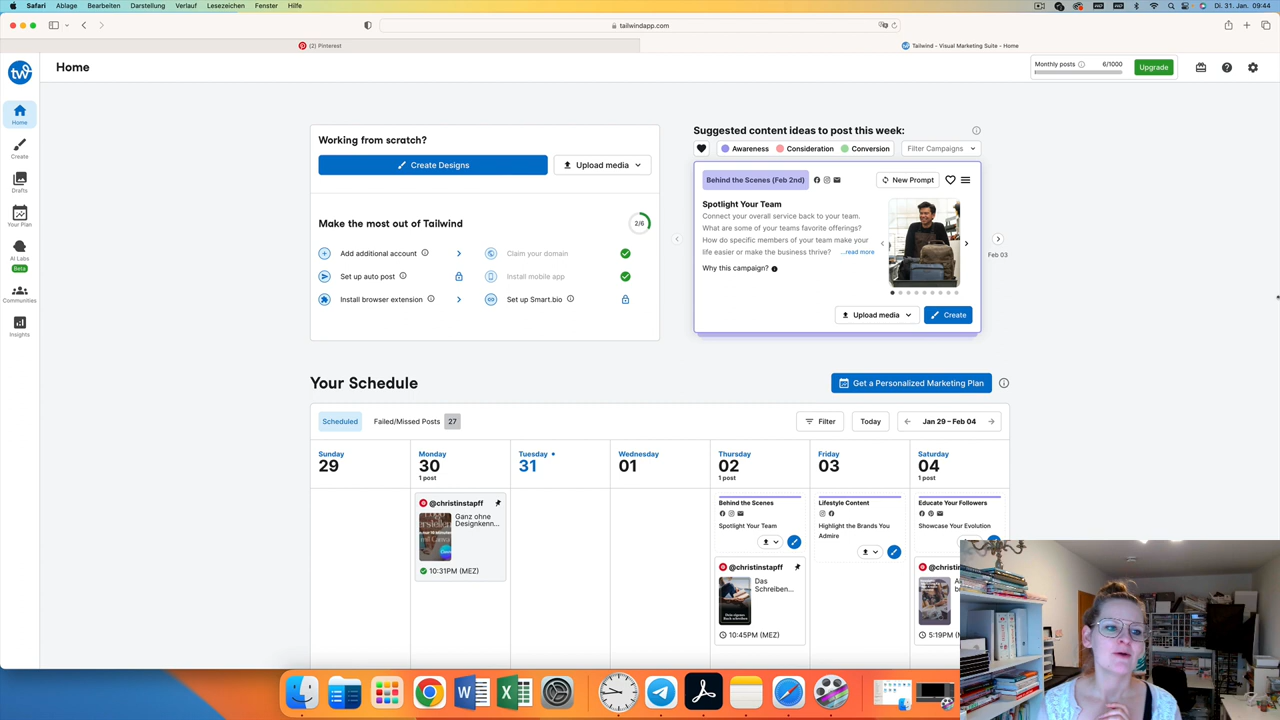 Safari Ablage Bearbeiten Darstellung Verlauf Lesezeichen Fenster Hilfe
Di. 31. Jan. 09:44
tailwindapp.com
(2) Pinterest
Tailwind - Visual Marketing Suite - Home
tw
Home
Monthly posts 6/1000
Upgrade
Home
Create
Drafts
Your Plan
AI Labs
Beta
Communities
Insights
Working from scratch?
Create Designs
Upload media
Make the most out of Tailwind
2/6
Add additional account
Claim your domain
Set up auto post
Install mobile app
Install browser extension
Set up Smart.bio
Suggested content ideas to post this week:
Awareness Consideration Conversion Filter Campaigns
Behind the Scenes (Feb 2nd)
New Prompt
Spotlight Your Team
Connect your overall service back to your team.
What are some of your teams favorite offerings?
How do specific members of your team make your
life easier or make the business thrive? ...read more
Why this campaign?
Feb 03
Upload media
Create
Your Schedule
Get a Personalized Marketing Plan
Scheduled
Failed/Missed Posts 27
Filter
Today
Jan 29 – Feb 04
Sunday
29
Monday
30
1 post
Tuesday
31
Wednesday
01
Thursday
02
1 post
Friday
03
Saturday
04
1 post
@christinstapff
Ganz ohne
Designkenn...
10:31PM (MEZ)
Behind the Scenes
Spotlight Your Team
@christinstapff
Das
Schreiben...
10:45PM (MEZ)
Lifestyle Content
Highlight the Brands You
Admire
Educate Your Followers
Showcase Your Evolution
@christin
5:19PM